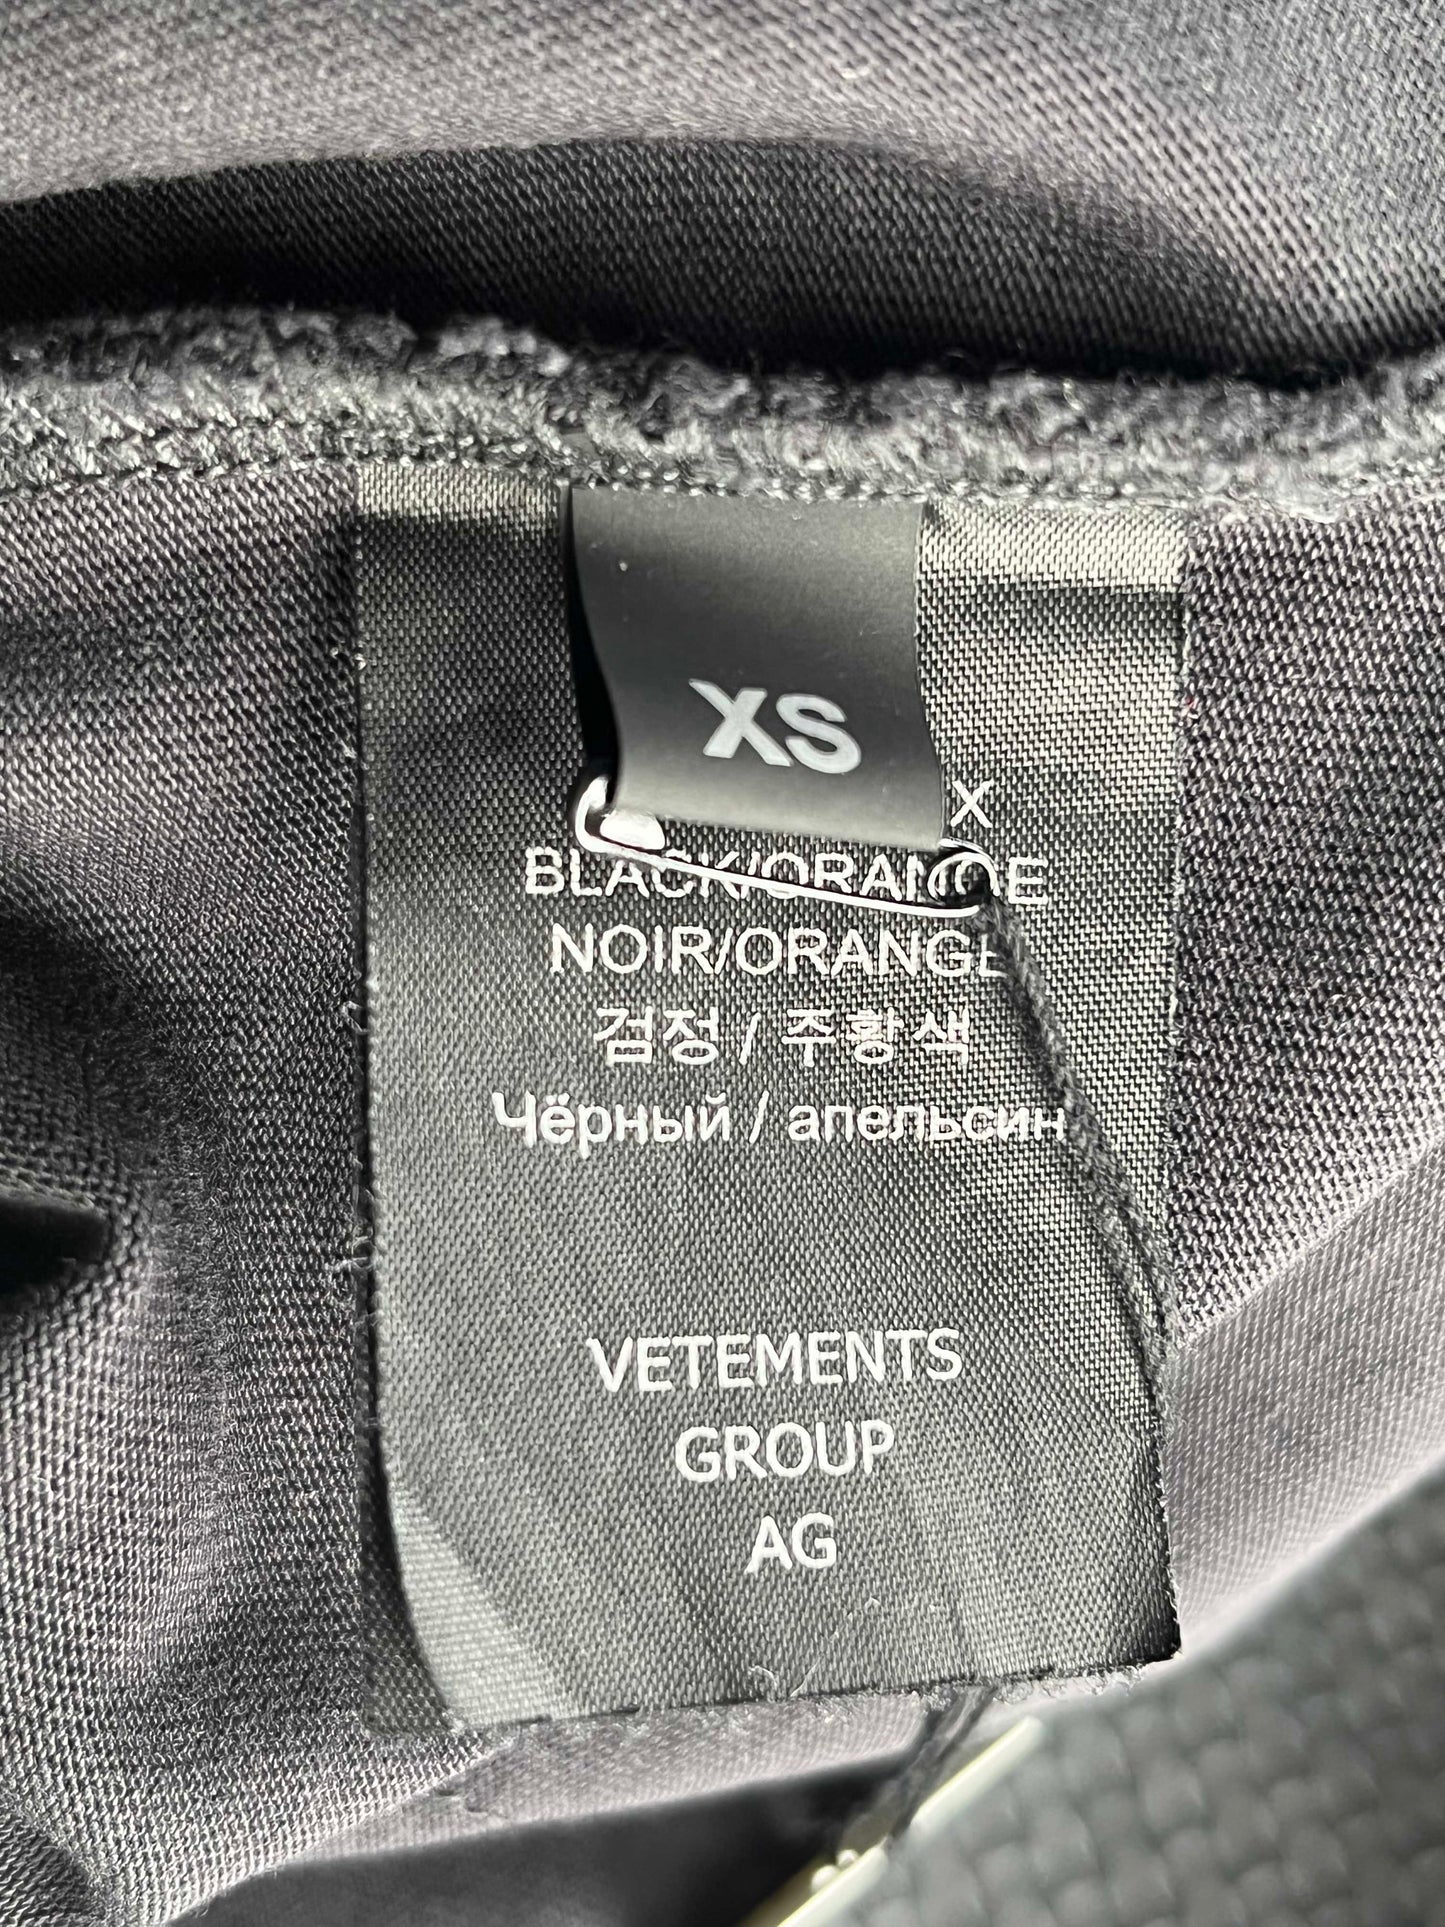 XS
X
BLACK/ORANGE
NOIR/ORANGE
검정 / 주황색
Чёрный / апельсин
VETEMENTS
GROUP
AG